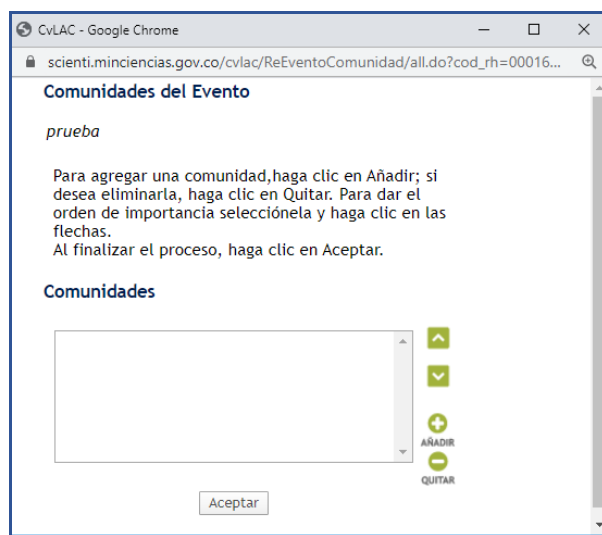 CvLAC - Google Chrome
scienti.minciencias.gov.co/cvlac/ReEventoComunidad/all.do?cod_rh=00016...
Comunidades del Evento
prueba
Para agregar una comunidad,haga clic en Añadir; si
desea eliminarla, haga clic en Quitar. Para dar el
orden de importancia selecciónela y haga clic en las
flechas.
Al finalizar el proceso, haga clic en Aceptar.
Comunidades
AÑADIR
QUITAR
Aceptar